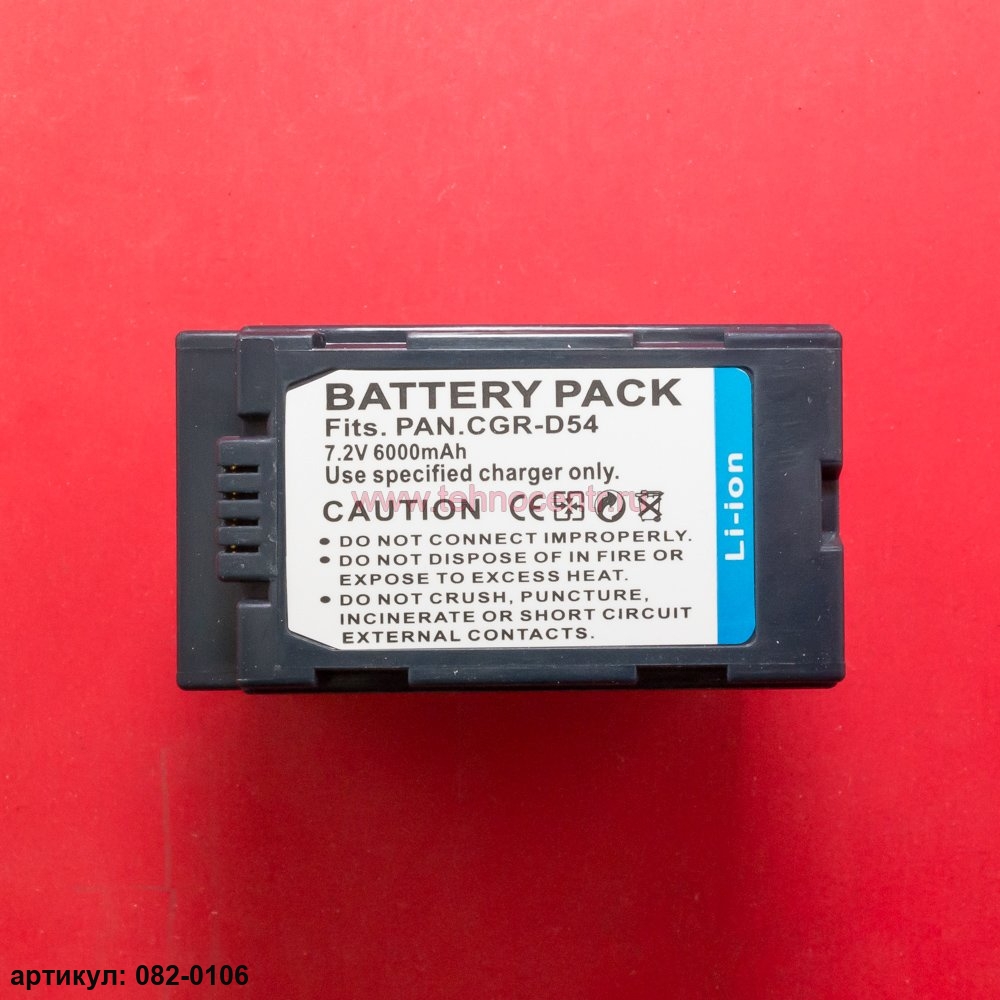 BATTERY PACK
Fits. PAN.CGR-D54
7.2V 6000mAh
Use specified charger only.
www.tehnocentr.ru
CAUTION CE
• DO NOT CONNECT IMPROPERLY.
• DO NOT DISPOSE OF IN FIRE OR
EXPOSE TO EXCESS HEAT.
• DO NOT CRUSH, PUNCTURE,
INCINERATE OR SHORT CIRCUIT
EXTERNAL CONTACTS.
Li-ion
артикул: 082-0106